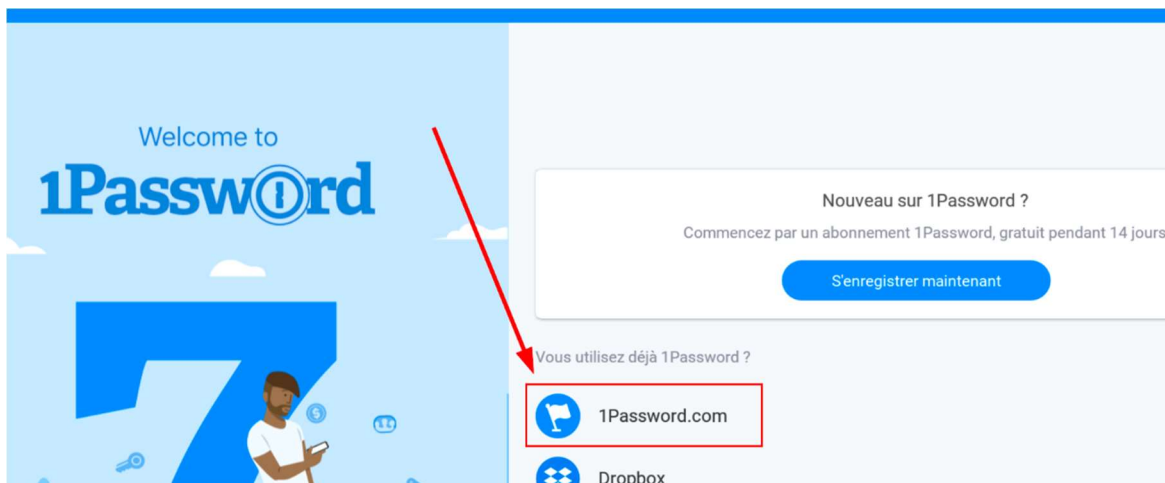 Welcome to
1Password
Nouveau sur 1Password ?
Commencez par un abonnement 1Password, gratuit pendant 14 jours
S'enregistrer maintenant
Vous utilisez déjà 1Password ?
1Password.com
Dropbox